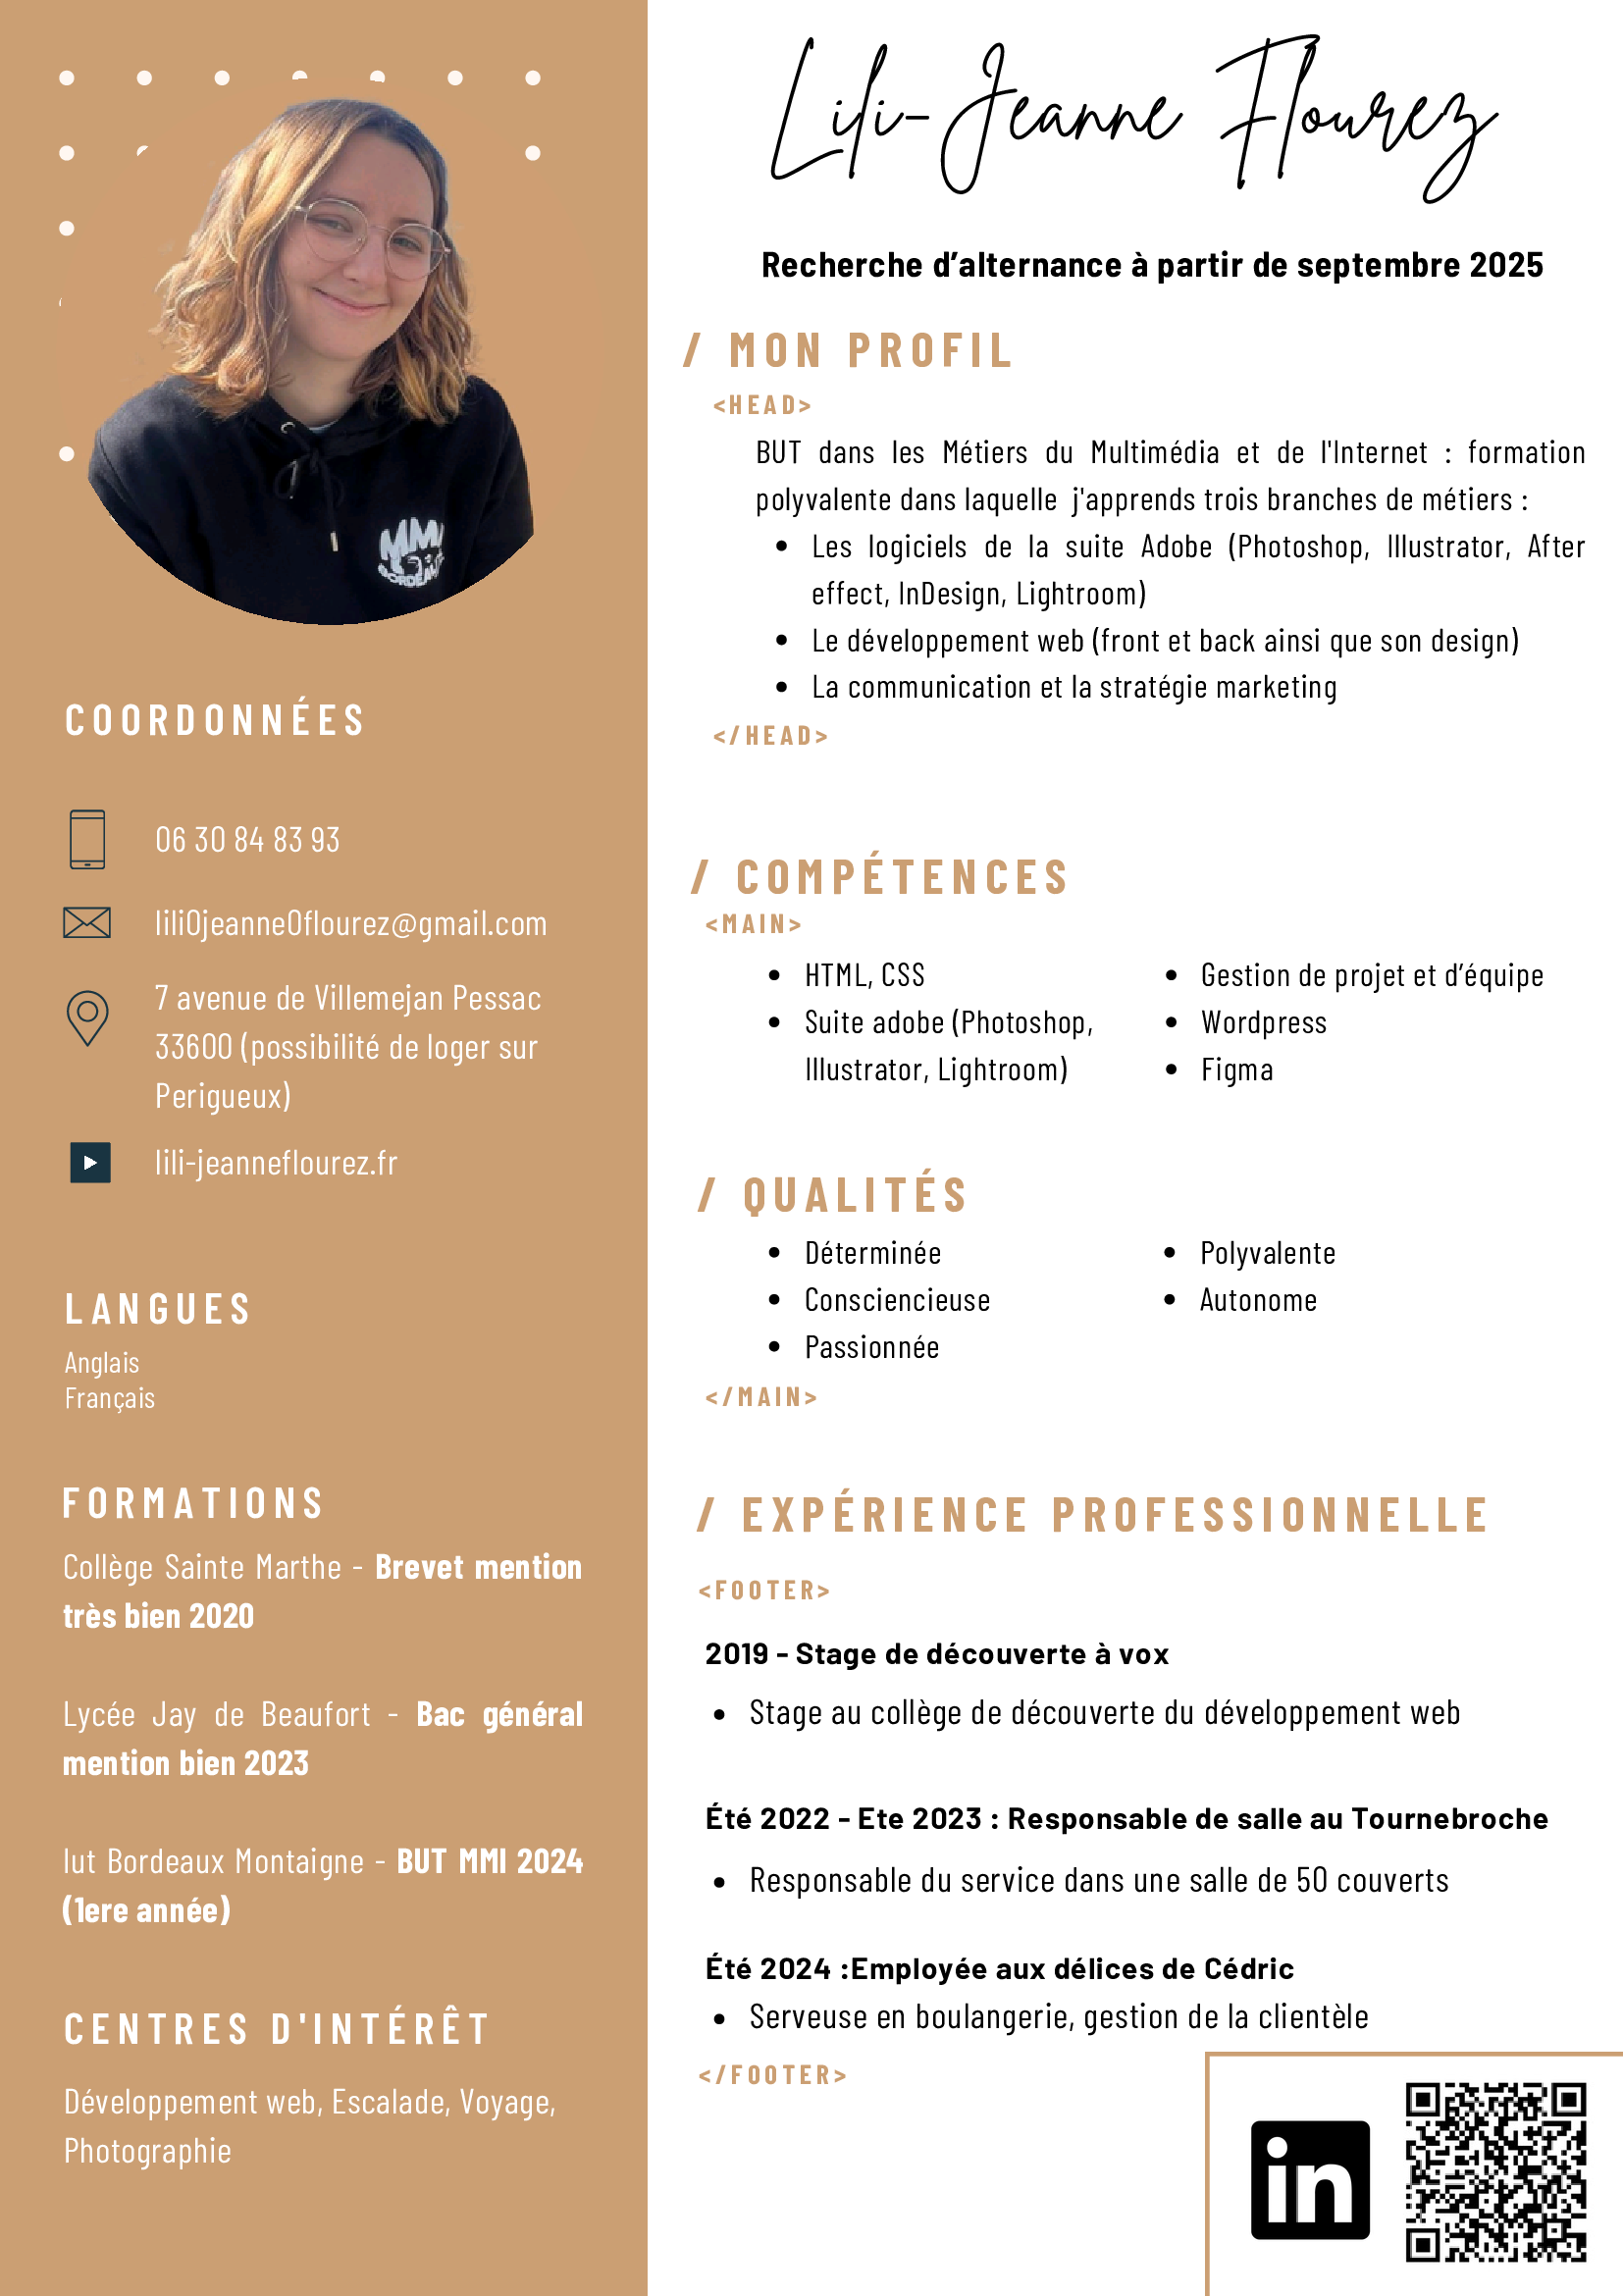 Lili-Jeanne Flourez
Recherche d’alternance à partir de septembre 2025
/ MON PROFIL
<HEAD>
BUT dans les Métiers du Multimédia et de l'Internet : formation
polyvalente dans laquelle j'apprends trois branches de métiers :
• Les logiciels de la suite Adobe (Photoshop, Illustrator, After
effect, InDesign, Lightroom)
• Le développement web (front et back ainsi que son design)
• La communication et la stratégie marketing
</HEAD>
/ COMPÉTENCES
<MAIN>
• HTML, CSS
• Suite adobe (Photoshop,
Illustrator, Lightroom)
• Gestion de projet et d’équipe
• Wordpress
• Figma
/ QUALITÉS
• Déterminée
• Consciencieuse
• Passionnée
• Polyvalente
• Autonome
</MAIN>
/ EXPÉRIENCE PROFESSIONNELLE
<FOOTER>
2019 - Stage de découverte à vox
• Stage au collège de découverte du développement web
Été 2022 - Ete 2023 : Responsable de salle au Tournebroche
• Responsable du service dans une salle de 50 couverts
Été 2024 :Employée aux délices de Cédric
• Serveuse en boulangerie, gestion de la clientèle
</FOOTER>
in
MMI
BORDEAUX
COORDONNÉES
06 30 84 83 93
lili0jeanne0flourez@gmail.com
7 avenue de Villemejan Pessac
33600 (possibilité de loger sur
Perigueux)
lili-jeanneflourez.fr
LANGUES
Anglais
Français
FORMATIONS
Collège Sainte Marthe - Brevet mention
très bien 2020
Lycée Jay de Beaufort - Bac général
mention bien 2023
Iut Bordeaux Montaigne - BUT MMI 2024
(1ere année)
CENTRES D'INTÉRÊT
Développement web, Escalade, Voyage,
Photographie